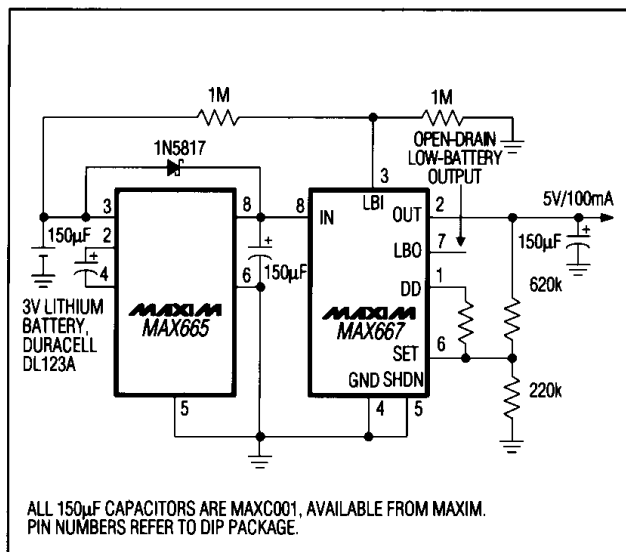 1M
1M
1N5817
OPEN-DRAIN
LOW-BATTERY
OUTPUT
3
LBI
3
8
8
IN
OUT
2
5V/100mA
150µF
2
+
4
+
150µF
6
LBO
7
+
150µF
DD
1
620k
3V LITHIUM
BATTERY,
DURACELL
DL123A
MAXIM
MAX665
MAXIM
MAX667
SET
6
GND
SHDN
220k
5
4
5
ALL 150µF CAPACITORS ARE MAXC001, AVAILABLE FROM MAXIM.
PIN NUMBERS REFER TO DIP PACKAGE.